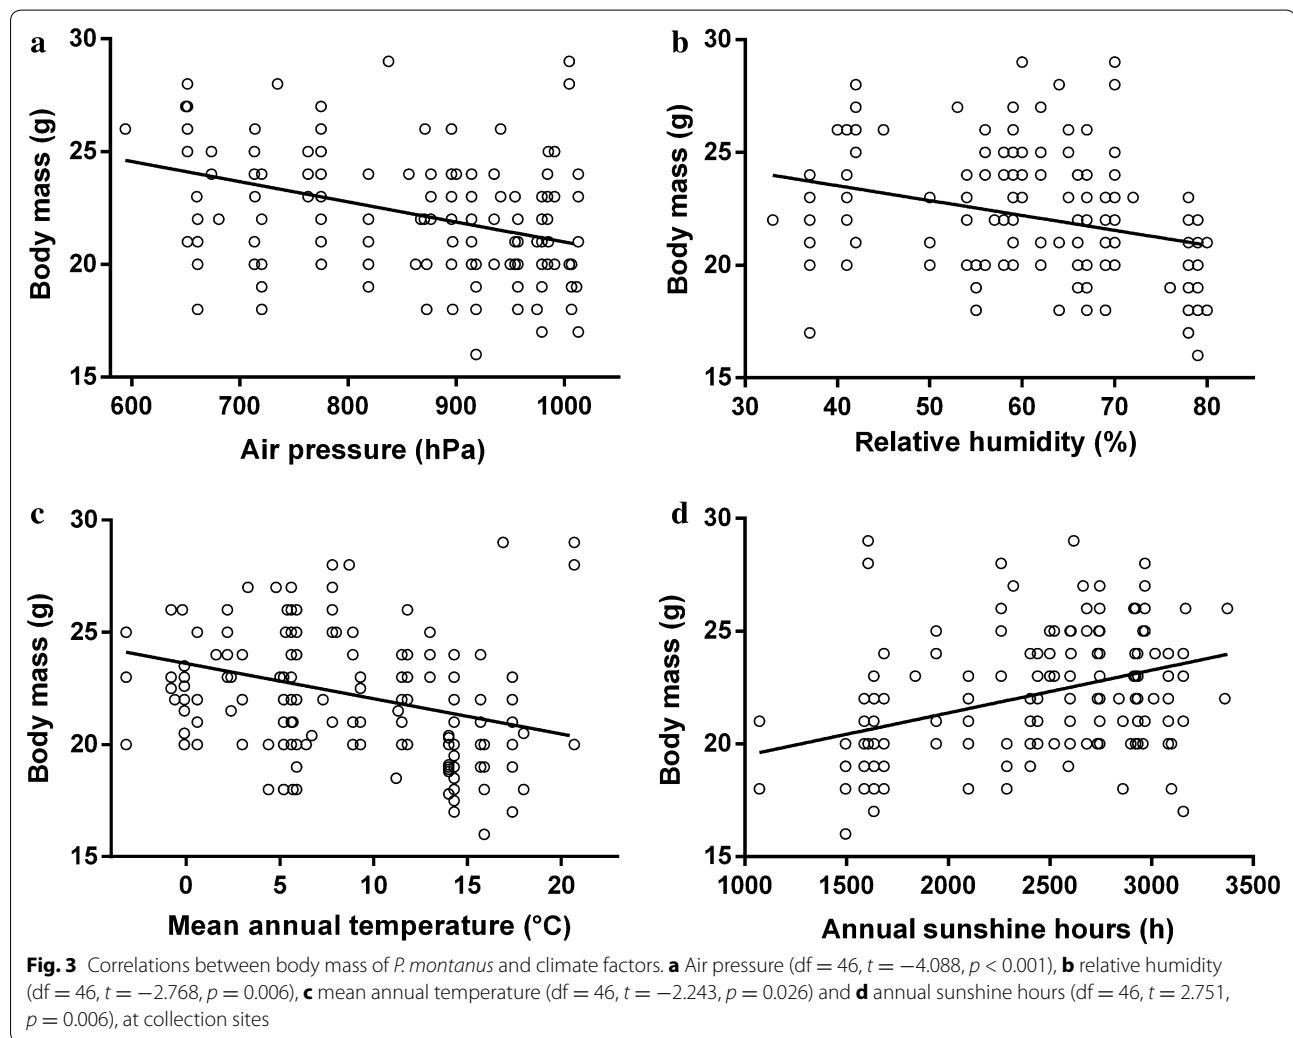 a
30
25
20
15
Body mass (g)
600 700 800 900 1000
Air pressure (hPa)
b
30
25
20
15
Body mass (g)
30 40 50 60 70 80
Relative humidity (%)
c
30
25
20
15
Body mass (g)
0 5 10 15 20
Mean annual temperature (°C)
d
30
25
20
15
Body mass (g)
1000 1500 2000 2500 3000 3500
Annual sunshine hours (h)
Fig. 3 Correlations between body mass of P. montanus and climate factors. a Air pressure (df = 46, t = −4.088, p < 0.001), b relative humidity
(df = 46, t = −2.768, p = 0.006), c mean annual temperature (df = 46, t = −2.243, p = 0.026) and d annual sunshine hours (df = 46, t = 2.751,
p = 0.006), at collection sites